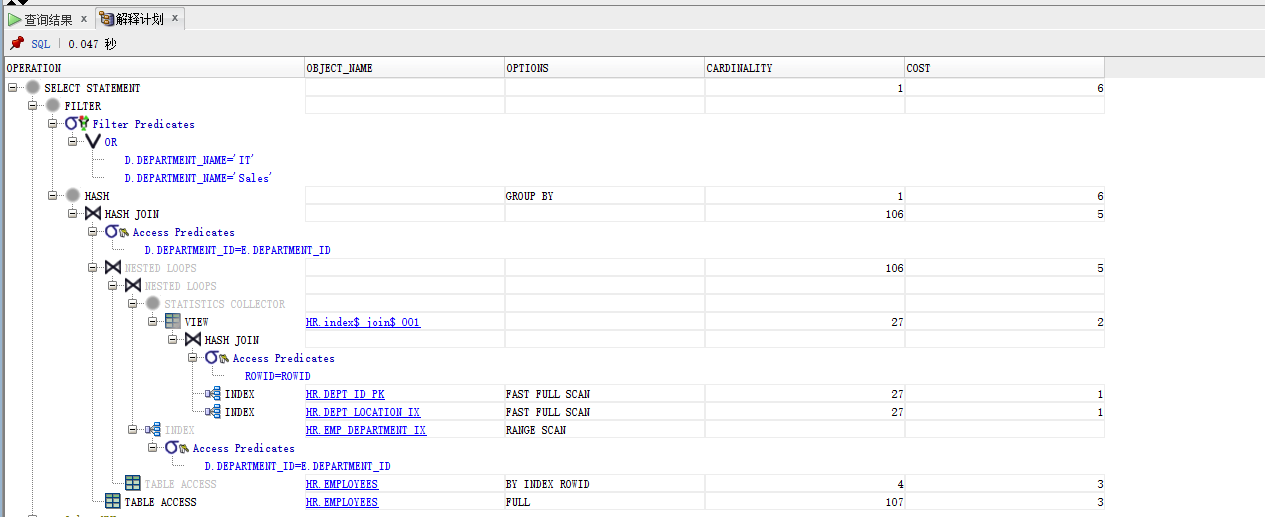 查询结果 x 解释计划 x
SQL | 0.047 秒
OPERATION OBJECT_NAME OPTIONS CARDINALITY COST
SELECT STATEMENT 1 6
FILTER
Filter Predicates
OR
D.DEPARTMENT_NAME='IT'
D.DEPARTMENT_NAME='Sales'
HASH GROUP BY 1 6
HASH JOIN 106 5
Access Predicates
D.DEPARTMENT_ID=E.DEPARTMENT_ID
NESTED LOOPS 106 5
NESTED LOOPS
STATISTICS COLLECTOR
VIEW HR.index$_join$_001 27 2
HASH JOIN
Access Predicates
ROWID=ROWID
INDEX HR.DEPT_ID_PK FAST FULL SCAN 27 1
INDEX HR.DEPT_LOCATION_IX FAST FULL SCAN 27 1
INDEX HR.EMP_DEPARTMENT_IX RANGE SCAN
Access Predicates
D.DEPARTMENT_ID=E.DEPARTMENT_ID
TABLE ACCESS HR.EMPLOYEES BY INDEX ROWID 4 3
TABLE ACCESS HR.EMPLOYEES FULL 107 3